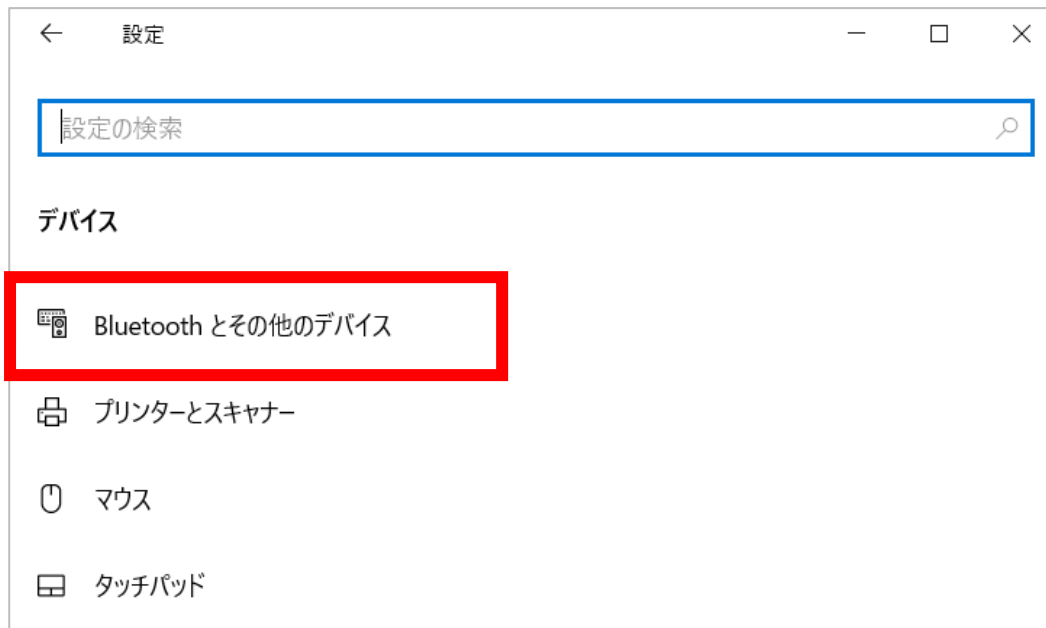 設定
設定の検索
デバイス
Bluetooth とその他のデバイス
プリンターとスキャナー
マウス
タッチパッド